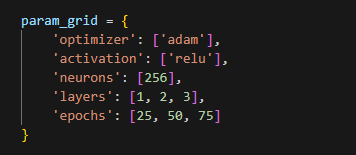 param_grid = {
    'optimizer': ['adam'],
    'activation': ['relu'],
    'neurons': [256],
    'layers': [1, 2, 3],
    'epochs': [25, 50, 75]
}